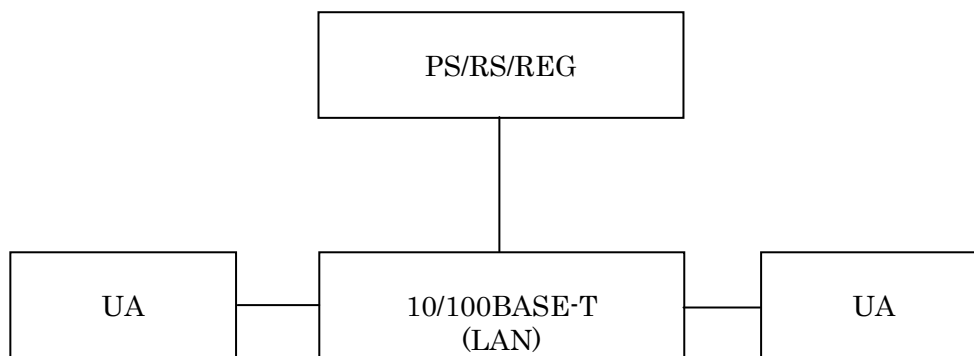 PS/RS/REG
UA
10/100BASE-T
(LAN)
UA